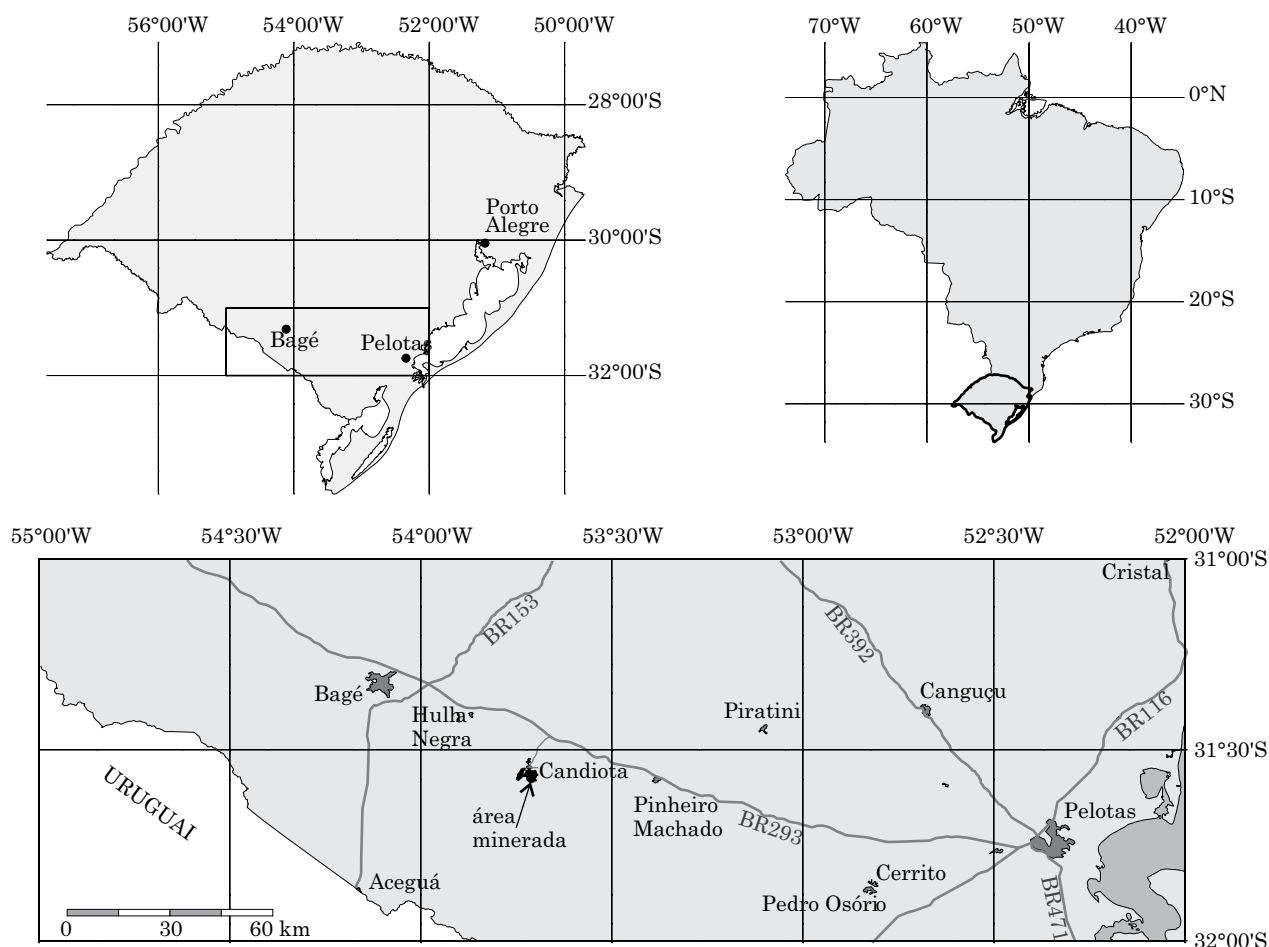 56°00'W 54°00'W 52°00'W 50°00'W
28°00'S
Porto
Alegre
30°00'S
Bagé
Pelotas
32°00'S
70°W 60°W 50°W 40°W
0°N
10°S
20°S
30°S
55°00'W 54°30'W 54°00'W 53°30'W 53°00'W 52°30'W 52°00'W
31°00'S
Cristal
BR153
BR392
Bagé
Canguçu
Hulha
Negra
Piratini
BR116
31°30'S
Candiota
URUGUAI
Pinheiro
Machado
área
minerada
BR293
Pelotas
Aceguá
Cerrito
Pedro Osório
BR471
0 30 60 km
32°00'S